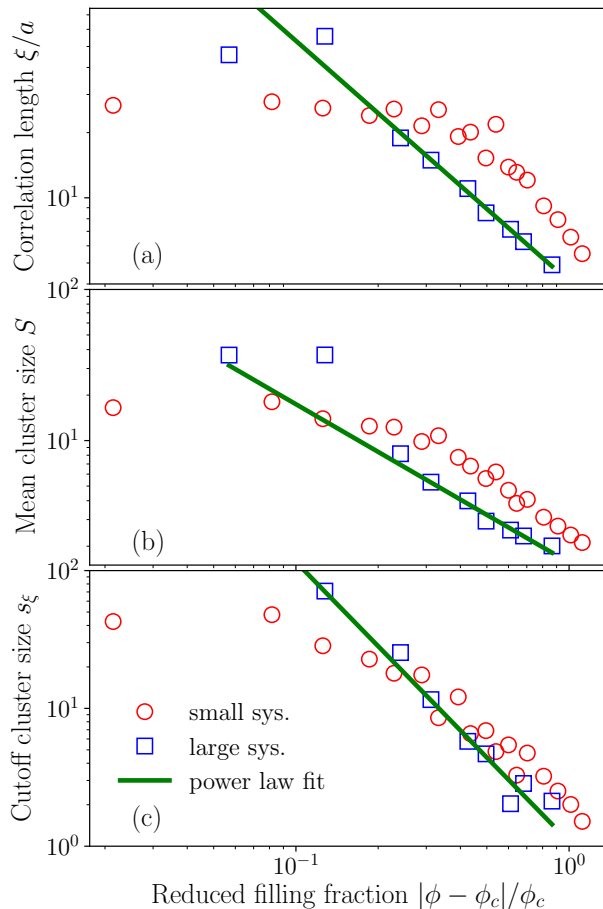 Correlation length ξ/a
10¹
(a)
10²
Mean cluster size S
10¹
(b)
10²
Cutoff cluster size s_ξ
10¹
small sys.
large sys.
power law fit
(c)
10⁰
10⁻¹
10⁰
Reduced filling fraction |ϕ − ϕ_c|/ϕ_c